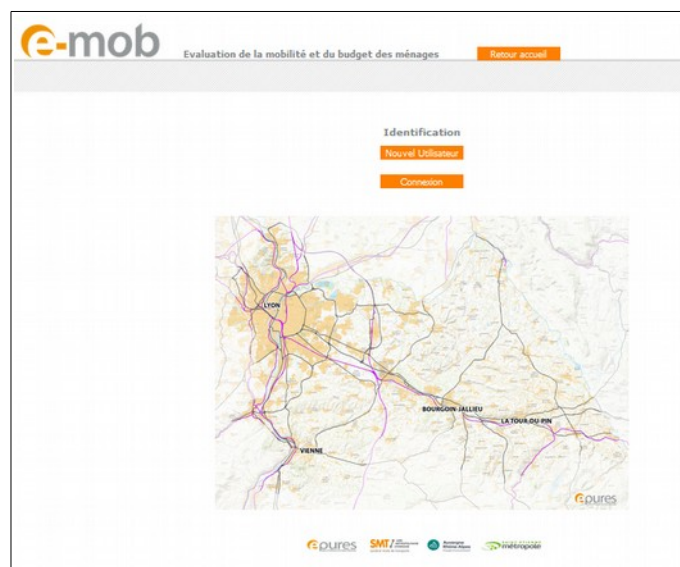 e-mob
Evaluation de la mobilité et du budget des ménages
Retour accueil
Identification
Nouvel Utilisateur
Connexion
LYON
BOURGOIN-JALLIEU
LA TOUR-DU-PIN
VIENNE
epures
epures
SMT
métropole